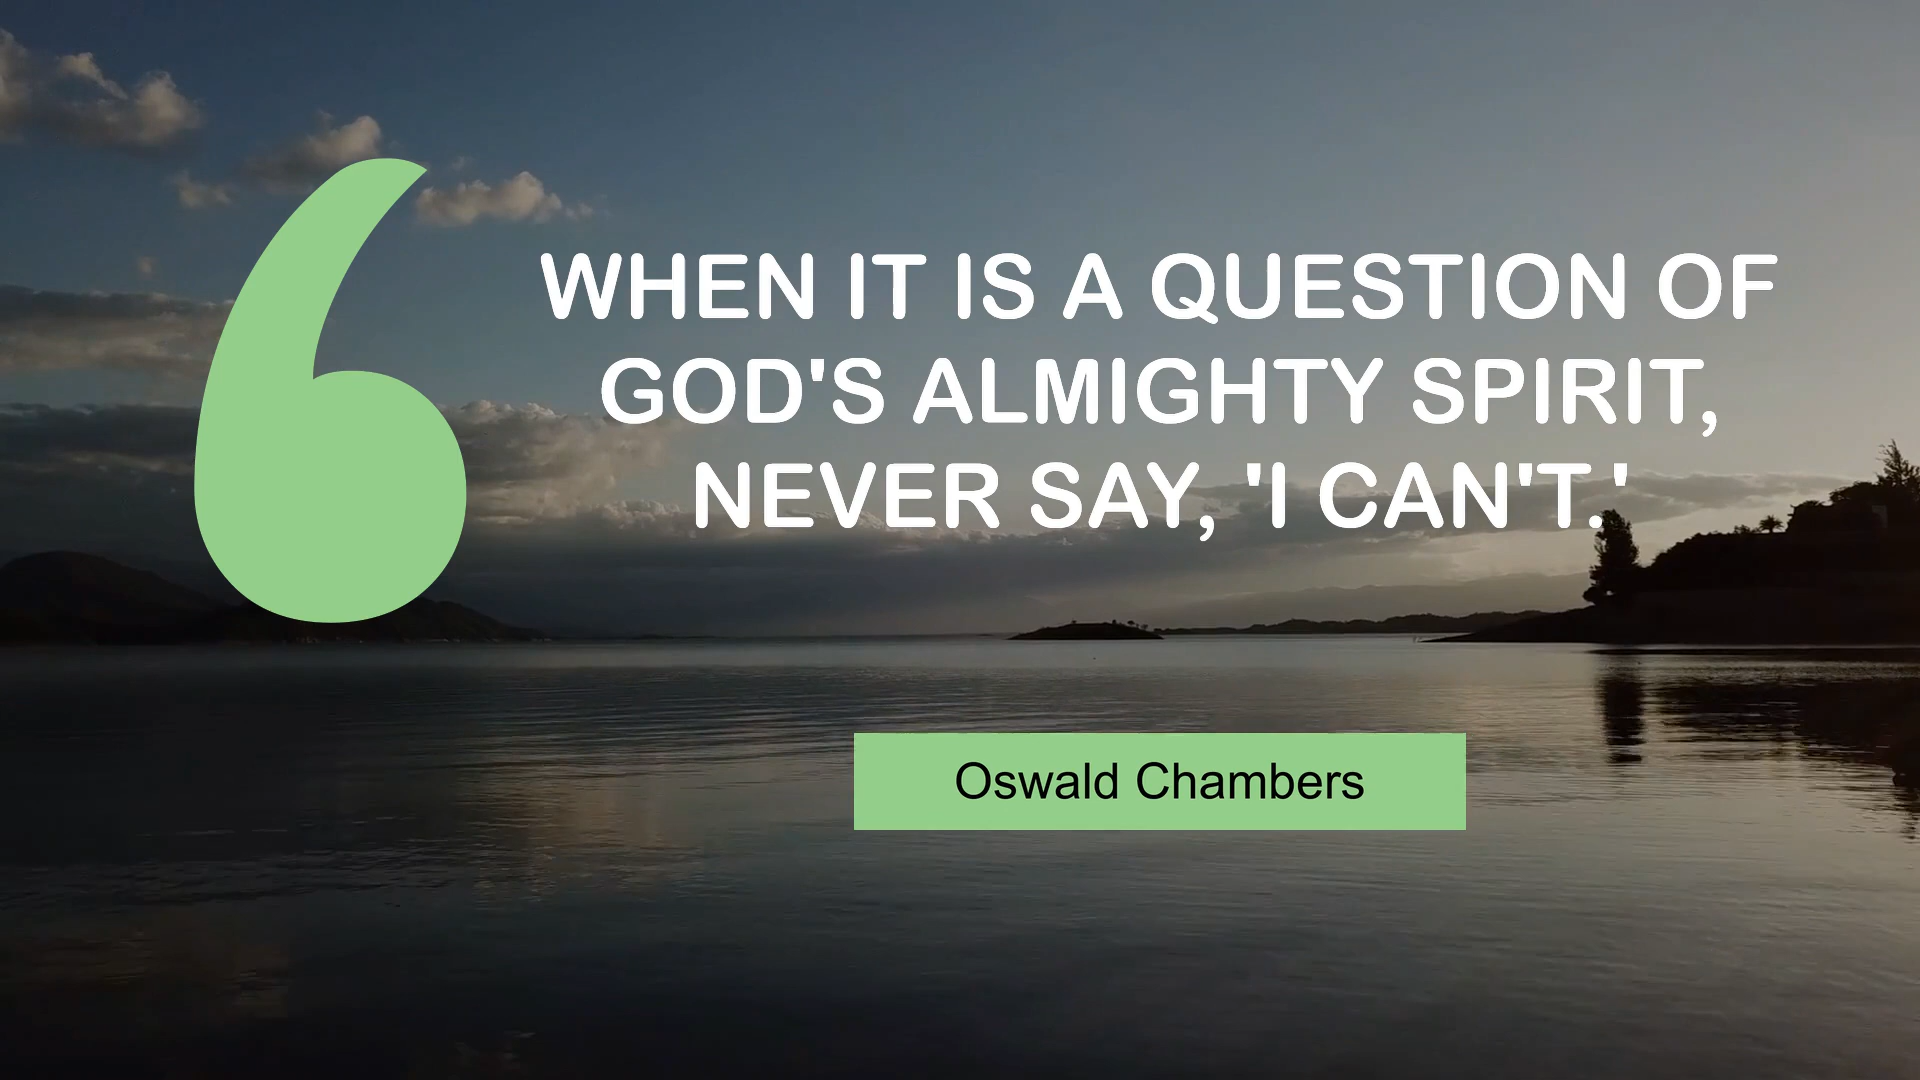 WHEN IT IS A QUESTION OF
GOD'S ALMIGHTY SPIRIT,
NEVER SAY, 'I CAN'T.'
Oswald Chambers